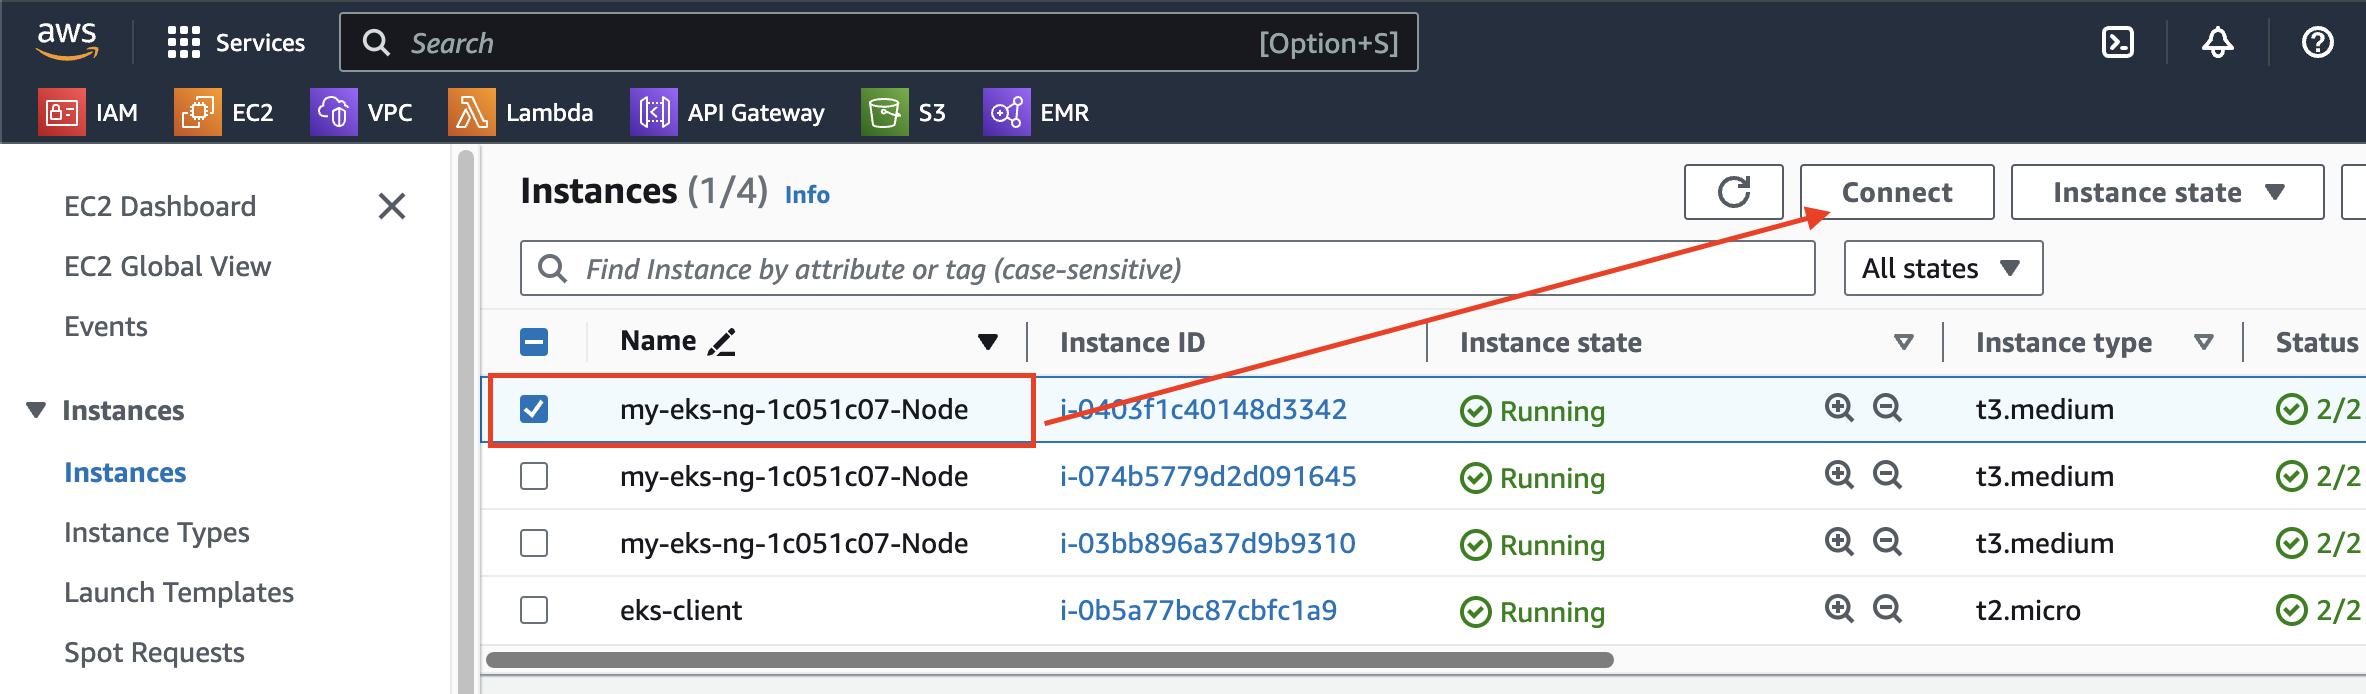 aws Services Search [Option+S]
IAM EC2 VPC Lambda API Gateway S3 EMR
EC2 Dashboard
EC2 Global View
Events
Instances
Instances
Instance Types
Launch Templates
Spot Requests
Instances (1/4) Info Connect Instance state
Find Instance by attribute or tag (case-sensitive) All states
Name Instance ID Instance state Instance type Status
my-eks-ng-1c051c07-Node i-0403f1c40148d3342 Running t3.medium 2/2
my-eks-ng-1c051c07-Node i-074b5779d2d091645 Running t3.medium 2/2
my-eks-ng-1c051c07-Node i-03bb896a37d9b9310 Running t3.medium 2/2
eks-client i-0b5a77bc87cbfc1a9 Running t2.micro 2/2